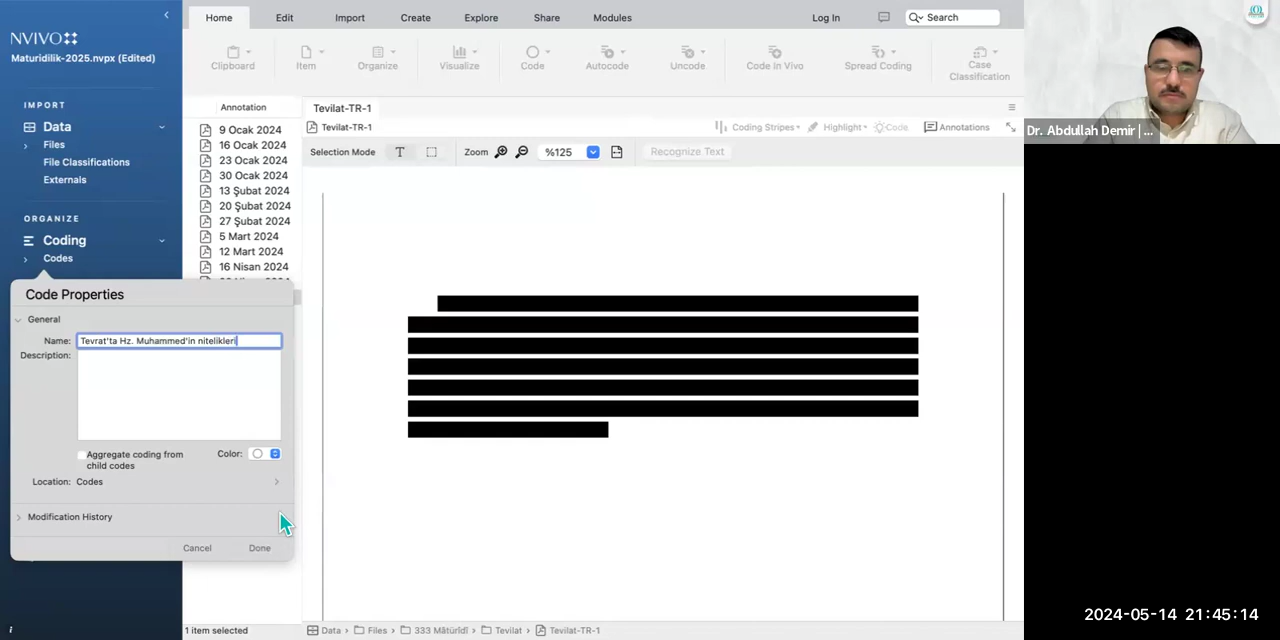 NVIVO
Maturidilik-2025.nvpx (Edited)
IMPORT
Data
Files
File Classifications
Externals
ORGANIZE
Coding
Codes
Home
Edit
Import
Create
Explore
Share
Modules
Log In
Search
Clipboard
Item
Organize
Visualize
Code
Autocode
Uncode
Code In Vivo
Spread Coding
Case
Classification
Annotation
9 Ocak 2024
16 Ocak 2024
23 Ocak 2024
30 Ocak 2024
13 Şubat 2024
20 Şubat 2024
27 Şubat 2024
5 Mart 2024
12 Mart 2024
16 Nisan 2024
Tevilat-TR-1
Tevilat-TR-1
Coding Stripes
Highlight
Code
Annotations
Selection Mode
T
Zoom
%125
Recognize Text
Code Properties
General
Name: Tevrat'ta Hz. Muhammed'in nitelikleri
Description:
Aggregate coding from
child codes
Color:
Location: Codes
Modification History
Cancel
Done
1 item selected
Data › Files › 333 Mâtürîdî › Tevilat › Tevilat-TR-1
Dr. Abdullah Demir | ...
2024-05-14 21:45:14